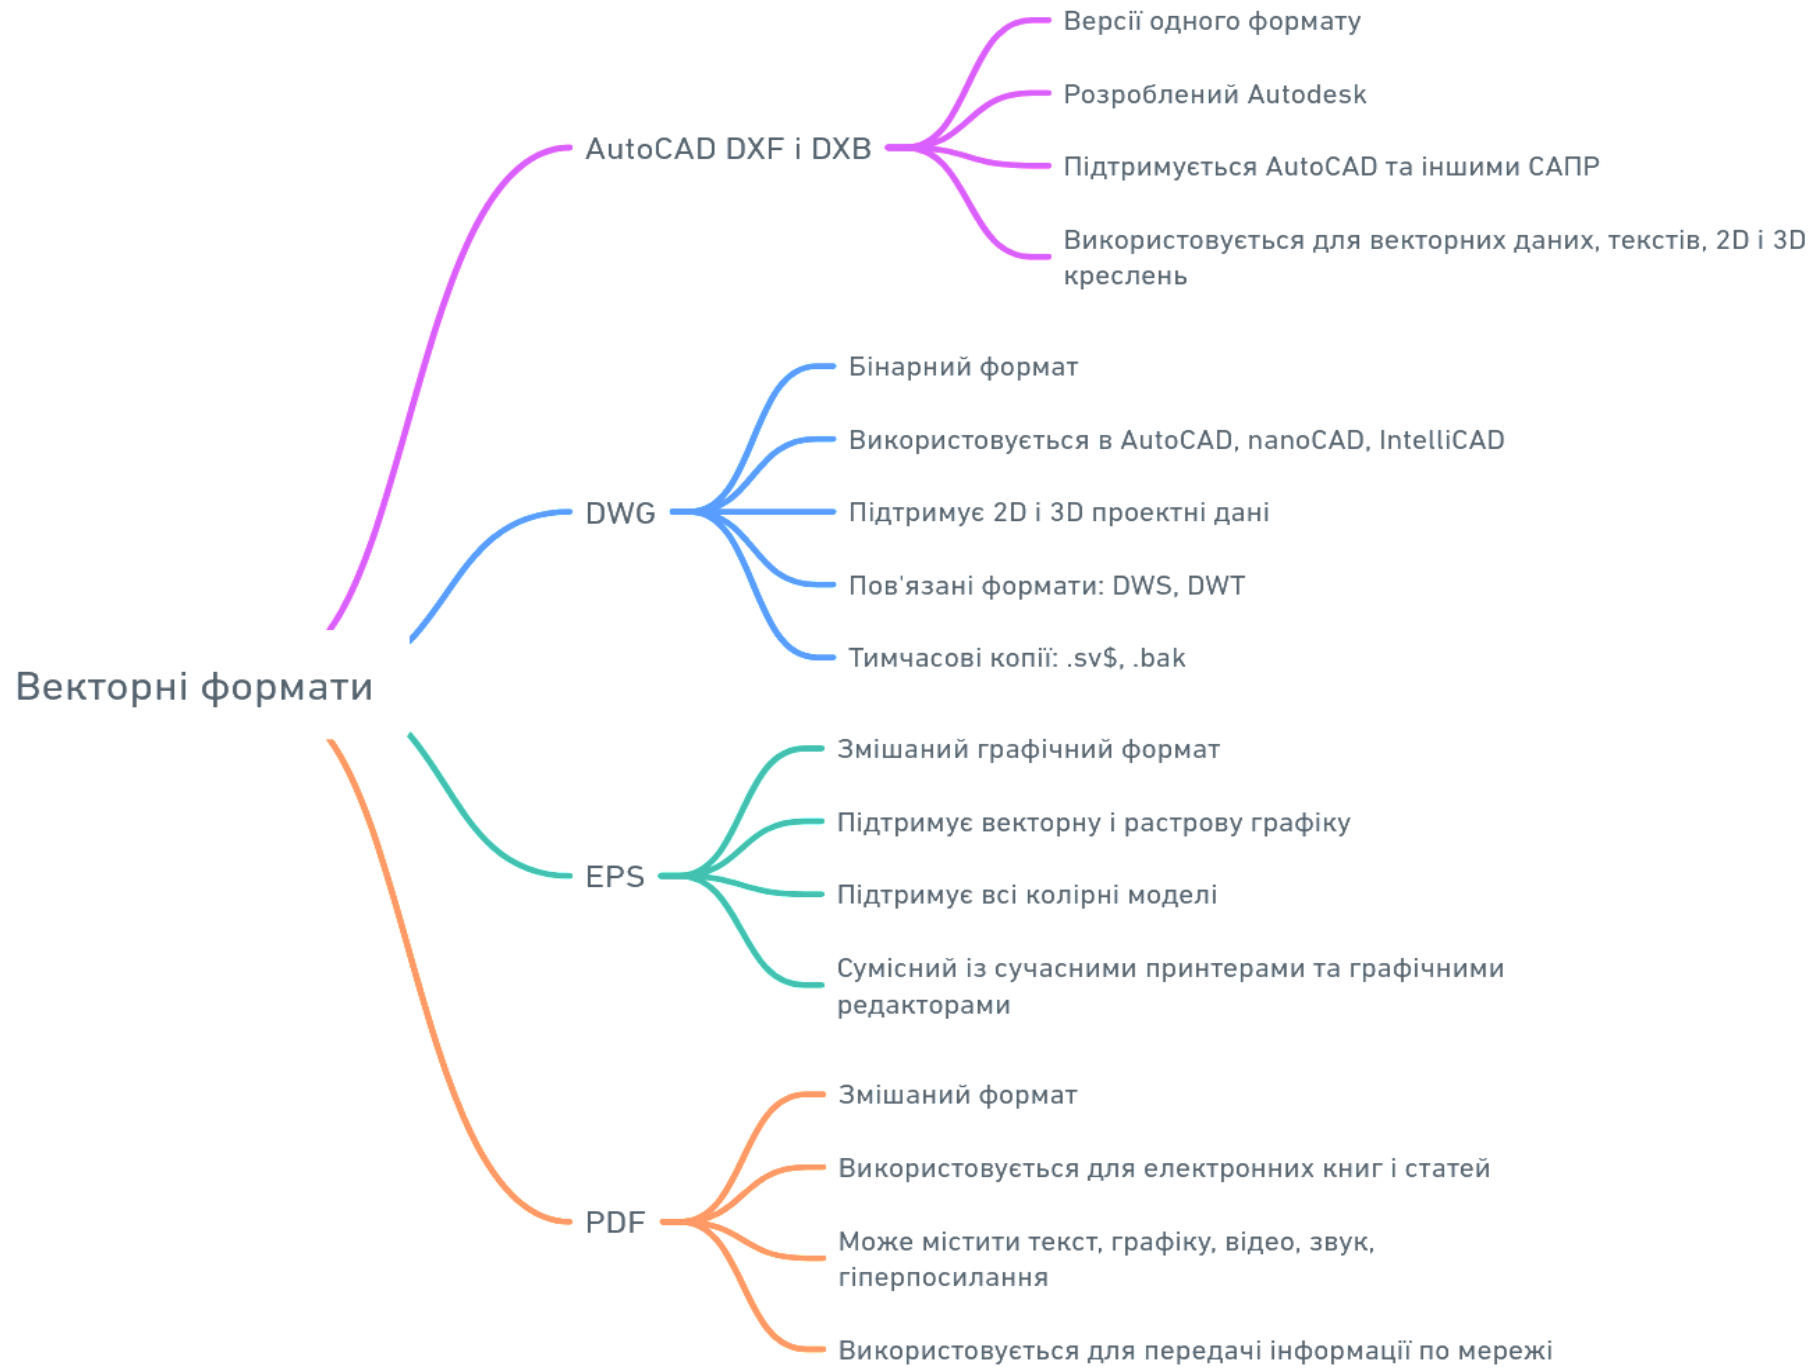 Векторні формати
AutoCAD DXF і DXB
Версії одного формату
Розроблений Autodesk
Підтримується AutoCAD та іншими САПР
Використовується для векторних даних, текстів, 2D і 3D
креслень
DWG
Бінарний формат
Використовується в AutoCAD, nanoCAD, IntelliCAD
Підтримує 2D і 3D проектні дані
Пов'язані формати: DWS, DWT
Тимчасові копії: .sv$, .bak
EPS
Змішаний графічний формат
Підтримує векторну і растрову графіку
Підтримує всі колірні моделі
Сумісний із сучасними принтерами та графічними
редакторами
PDF
Змішаний формат
Використовується для електронних книг і статей
Може містити текст, графіку, відео, звук,
гіперпосилання
Використовується для передачі інформації по мережі